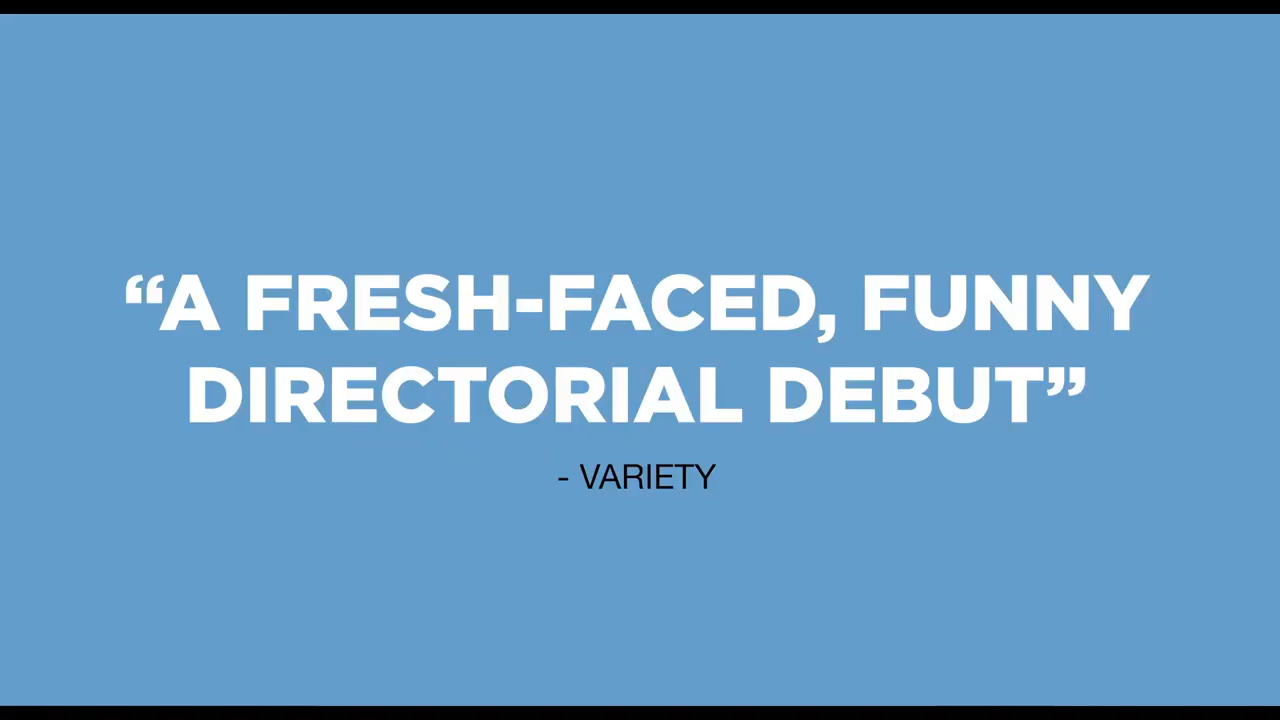 “A FRESH-FACED, FUNNY
DIRECTORIAL DEBUT”
- VARIETY